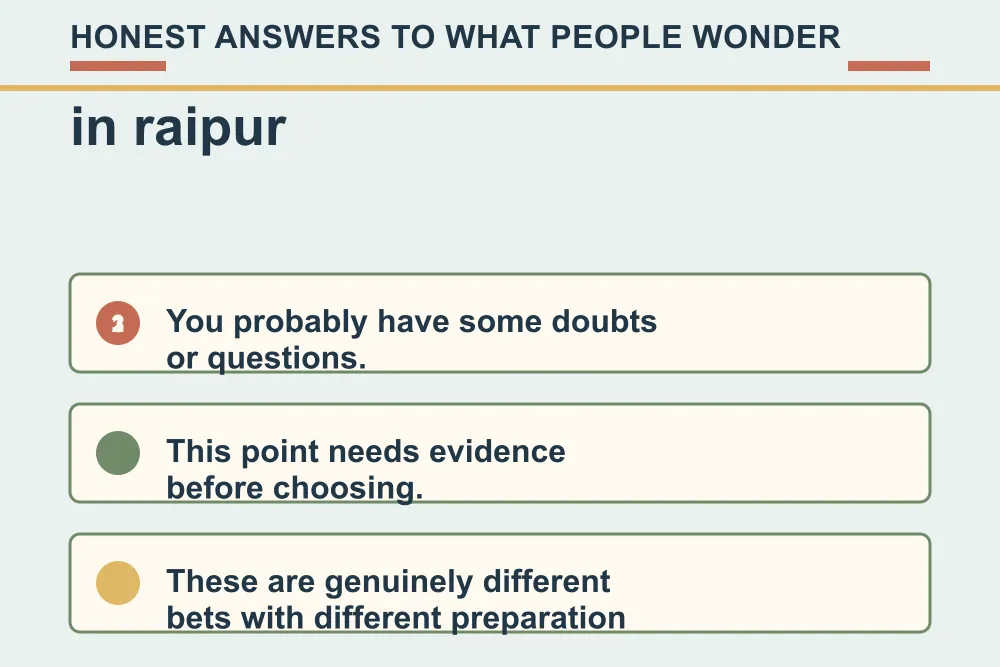 HONEST ANSWERS TO WHAT PEOPLE WONDER
in raipur
You probably have some doubts
or questions.
This point needs evidence
before choosing.
These are genuinely different
bets with different preparation